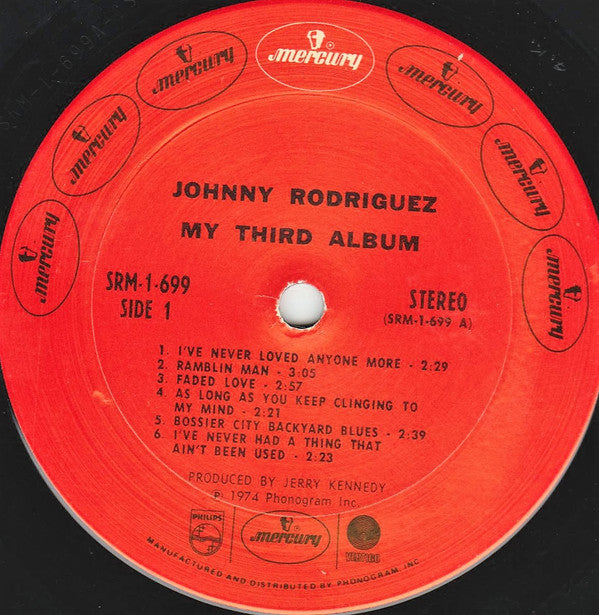 mercury
mercury
mercury
mercury
mercury
mercury
mercury
JOHNNY RODRIGUEZ
MY THIRD ALBUM
SRM-1-699
SIDE 1
STEREO
(SRM-1-699 A)
1. I'VE NEVER LOVED ANYONE MORE - 2:29
2. RAMBLIN MAN - 3:05
3. FADED LOVE - 2:57
4. AS LONG AS YOU KEEP CLINGING TO
MY MIND - 2:21
5. BOSSIER CITY BACKYARD BLUES - 2:39
6. I'VE NEVER HAD A THING THAT
AIN'T BEEN USED - 2:23
PRODUCED BY JERRY KENNEDY
℗ 1974 Phonogram Inc.
PHILIPS
mercury
VERTIGO
MANUFACTURED AND DISTRIBUTED BY PHONOGRAM, INC